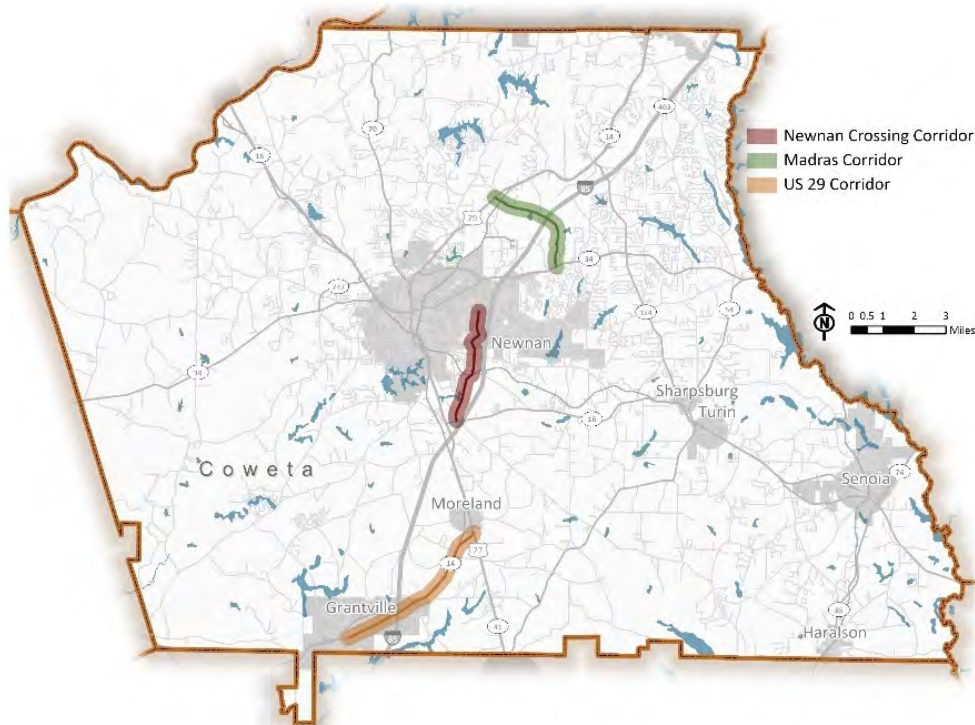 403
14
70
16
Newnan Crossing Corridor
Madras Corridor
US 29 Corridor
85
29
34
154
54
N
0 0.5 1 2 3
Miles
Newnan
34
Sharpsburg
Turin
16
Coweta
Senoia
74
Moreland
27
14
Grantville
85
41
85
Haralson